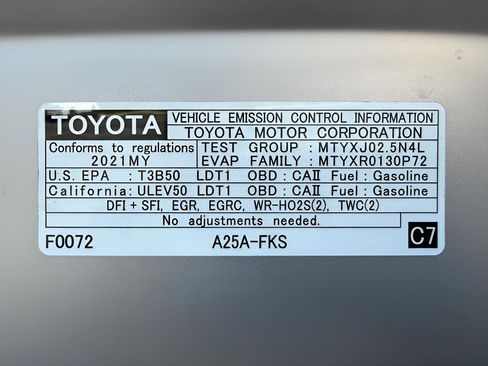 TOYOTA
VEHICLE EMISSION CONTROL INFORMATION
TOYOTA MOTOR CORPORATION
Conforms to regulations
2021MY
TEST GROUP : MTYXJ02.5N4L
EVAP FAMILY : MTYXR0130P72
U.S. EPA : T3B50 LDT1 OBD : CAⅡ Fuel : Gasoline
California: ULEV50 LDT1 OBD : CAⅡ Fuel : Gasoline
DFI + SFI, EGR, EGRC, WR-HO2S(2), TWC(2)
No adjustments needed.
F0072 A25A-FKS C7